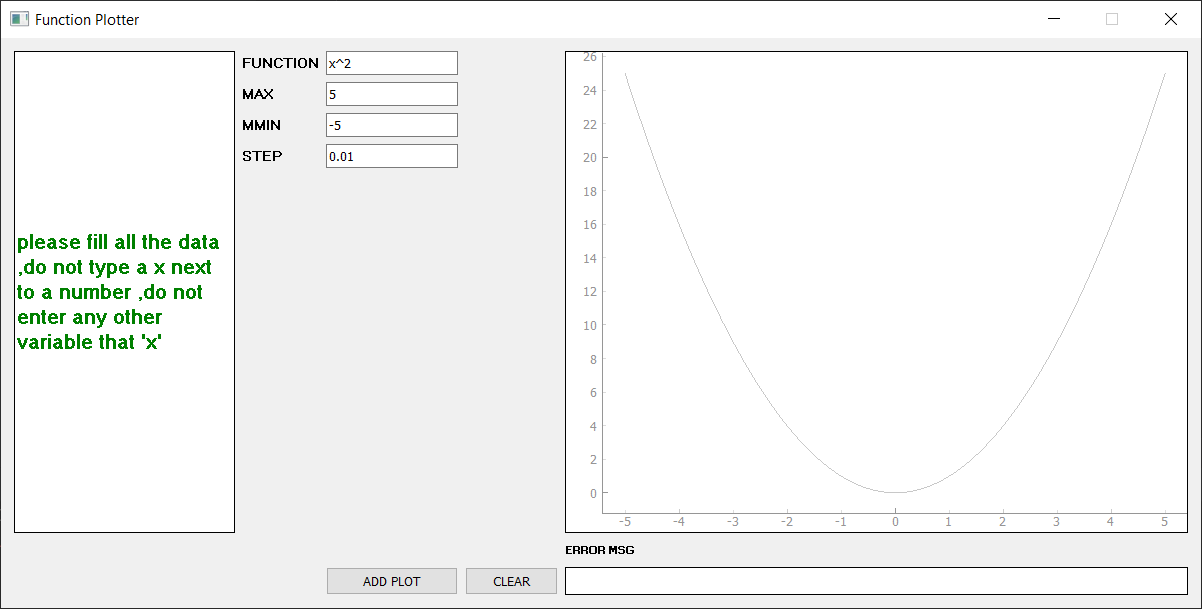 Function Plotter
please fill all the data
,do not type a x next
to a number ,do not
enter any other
variable that 'x'
FUNCTION x^2
MAX 5
MMIN -5
STEP 0.01
26
24
22
20
18
16
14
12
10
8
6
4
2
0
-5 -4 -3 -2 -1 0 1 2 3 4 5
ERROR MSG
ADD PLOT CLEAR